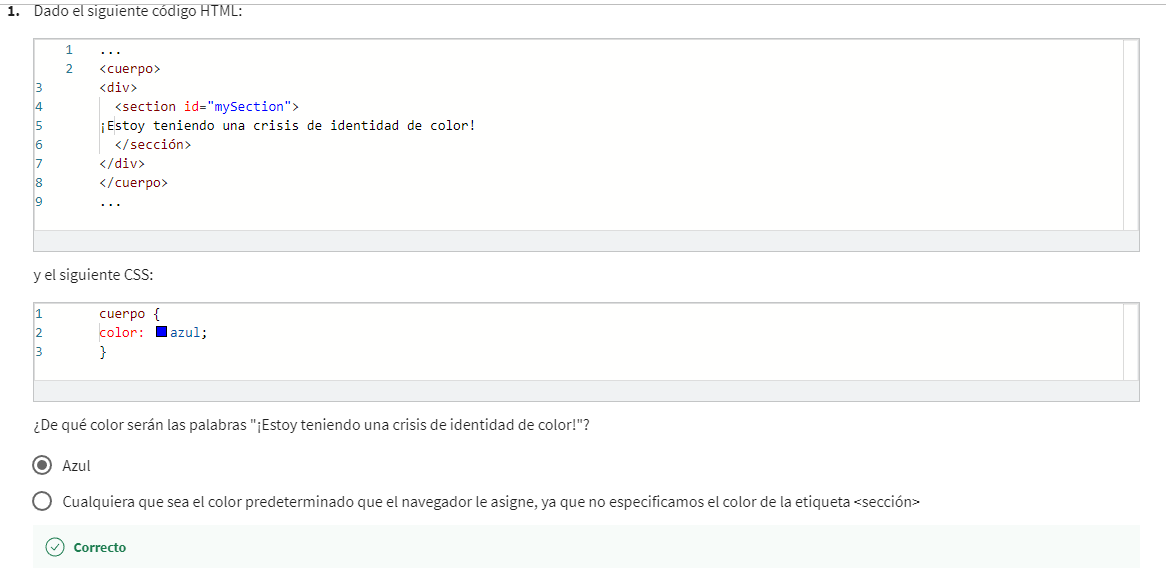 1. Dado el siguiente código HTML:
1 ...
2 <cuerpo>
3 <div>
4 <section id="mySection">
5 ¡Estoy teniendo una crisis de identidad de color!
6 </sección>
7 </div>
8 </cuerpo>
9 ...
y el siguiente CSS:
1 cuerpo {
2 color: azul;
3 }
¿De qué color serán las palabras "¡Estoy teniendo una crisis de identidad de color!"?
Azul
Cualquiera que sea el color predeterminado que el navegador le asigne, ya que no especificamos el color de la etiqueta <sección>
Correcto